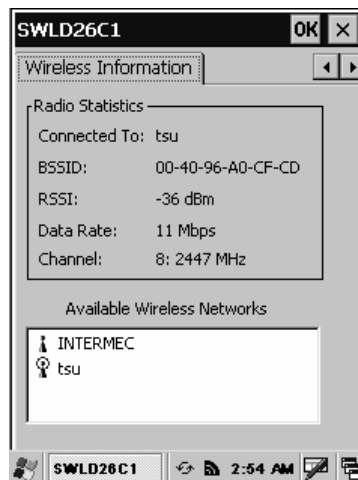 SWLD26C1 OK ×
Wireless Information
Radio Statistics
Connected To: tsu
BSSID: 00-40-96-A0-CF-CD
RSSI: -36 dBm
Data Rate: 11 Mbps
Channel: 8: 2447 MHz
Available Wireless Networks
INTERMEC
tsu
SWLD26C1 2:54 AM